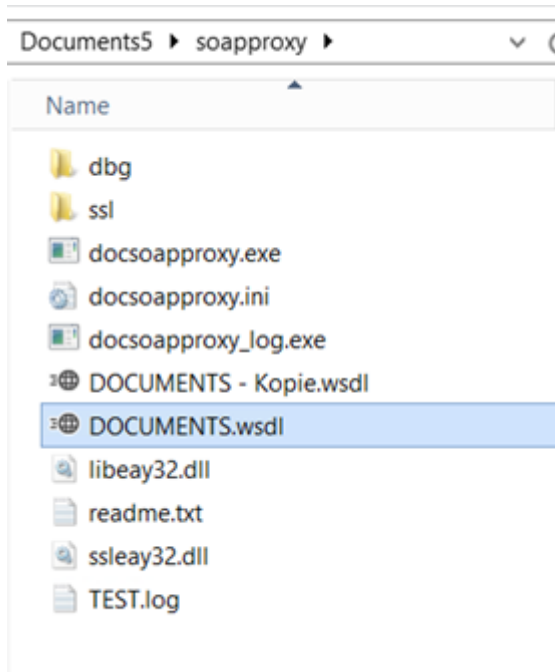 Documents5 soapproxy
Name
dbg
ssl
docsoapproxy.exe
docsoapproxy.ini
docsoapproxy_log.exe
DOCUMENTS - Kopie.wsdl
DOCUMENTS.wsdl
libeay32.dll
readme.txt
ssleay32.dll
TEST.log